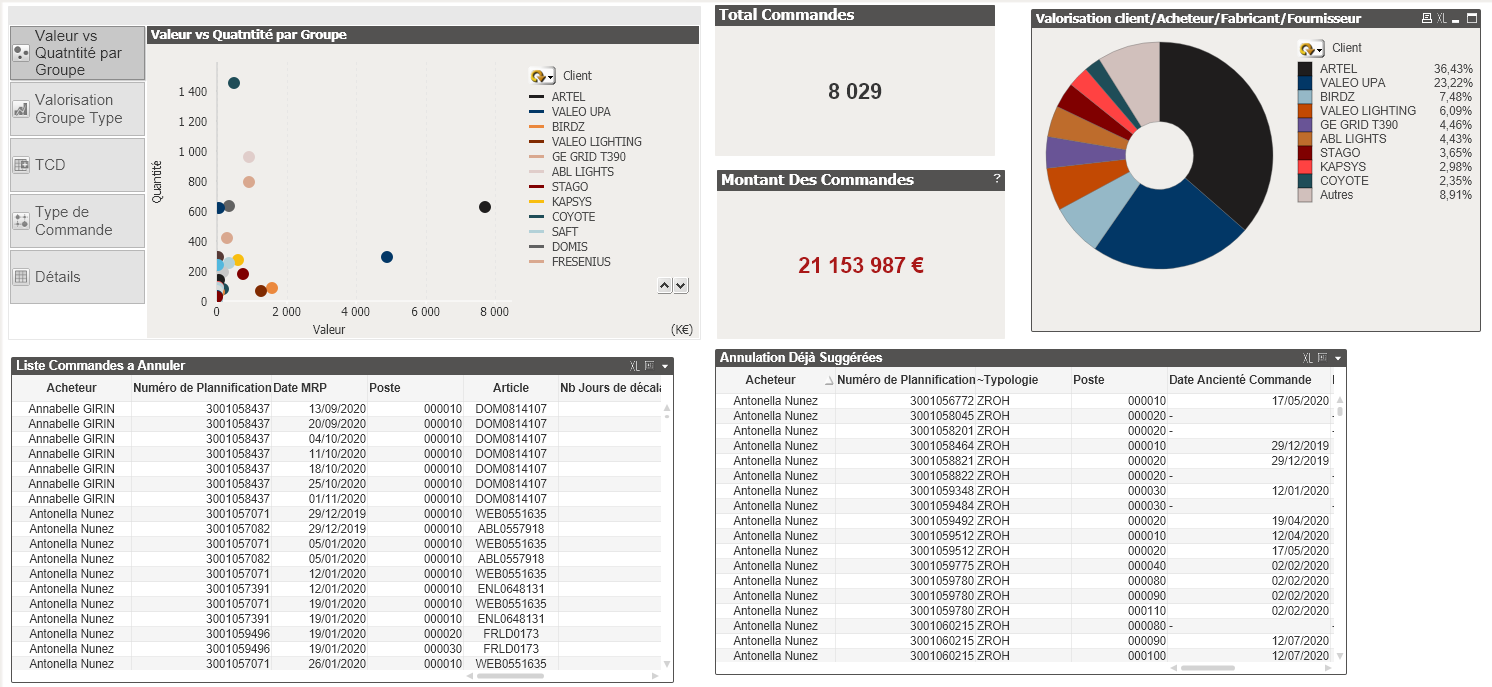 Valeur vs
Quatntité par
Groupe
Valorisation
Groupe Type
TCD
Type de
Commande
Détails
Valeur vs Quatntité par Groupe
Quantité
1 400
1 200
1 000
800
600
400
200
0
0 2 000 4 000 6 000 8 000
Valeur
(K€)
Client
ARTEL
VALEO UPA
BIRDZ
VALEO LIGHTING
GE GRID T390
ABL LIGHTS
STAGO
KAPSYS
COYOTE
SAFT
DOMIS
FRESENIUS
Total Commandes
8 029
Montant Des Commandes ?
21 153 987 €
Valorisation client/Acheteur/Fabricant/Fournisseur XL
Client
ARTEL 36,43%
VALEO UPA 23,22%
BIRDZ 7,48%
VALEO LIGHTING 6,09%
GE GRID T390 4,46%
ABL LIGHTS 4,43%
STAGO 3,65%
KAPSYS 2,98%
COYOTE 2,35%
Autres 8,91%
Liste Commandes a Annuler XL
Acheteur Numéro de Plannification Date MRP Poste Article Nb Jours de décala
Annabelle GIRIN 3001058437 13/09/2020 000010 DOM0814107
Annabelle GIRIN 3001058437 20/09/2020 000010 DOM0814107
Annabelle GIRIN 3001058437 04/10/2020 000010 DOM0814107
Annabelle GIRIN 3001058437 11/10/2020 000010 DOM0814107
Annabelle GIRIN 3001058437 18/10/2020 000010 DOM0814107
Annabelle GIRIN 3001058437 25/10/2020 000010 DOM0814107
Annabelle GIRIN 3001058437 01/11/2020 000010 DOM0814107
Antonella Nunez 3001057071 29/12/2019 000010 WEB0551635
Antonella Nunez 3001057082 29/12/2019 000010 ABL0557918
Antonella Nunez 3001057071 05/01/2020 000010 WEB0551635
Antonella Nunez 3001057082 05/01/2020 000010 ABL0557918
Antonella Nunez 3001057071 12/01/2020 000010 WEB0551635
Antonella Nunez 3001057391 12/01/2020 000010 ENL0648131
Antonella Nunez 3001057071 19/01/2020 000010 WEB0551635
Antonella Nunez 3001057391 19/01/2020 000010 ENL0648131
Antonella Nunez 3001059496 19/01/2020 000020 FRLD0173
Antonella Nunez 3001059496 19/01/2020 000030 FRLD0173
Antonella Nunez 3001057071 26/01/2020 000010 WEB0551635
Annulation Déjà Suggérées XL
Acheteur Numéro de Plannification ~Typologie Poste Date Ancienté Commande
Antonella Nunez 3001056772 ZROH 000010 17/05/2020
Antonella Nunez 3001058045 ZROH 000020 - -
Antonella Nunez 3001058201 ZROH 000020 - -
Antonella Nunez 3001058464 ZROH 000010 29/12/2019
Antonella Nunez 3001058821 ZROH 000020 29/12/2019
Antonella Nunez 3001058822 ZROH 000020 - -
Antonella Nunez 3001059348 ZROH 000030 12/01/2020
Antonella Nunez 3001059484 ZROH 000030 - -
Antonella Nunez 3001059492 ZROH 000020 19/04/2020
Antonella Nunez 3001059512 ZROH 000010 12/04/2020
Antonella Nunez 3001059512 ZROH 000020 17/05/2020
Antonella Nunez 3001059775 ZROH 000040 02/02/2020
Antonella Nunez 3001059780 ZROH 000080 02/02/2020
Antonella Nunez 3001059780 ZROH 000090 02/02/2020
Antonella Nunez 3001059780 ZROH 000110 02/02/2020
Antonella Nunez 3001060215 ZROH 000080 - -
Antonella Nunez 3001060215 ZROH 000090 12/07/2020
Antonella Nunez 3001060215 ZROH 000100 12/07/2020